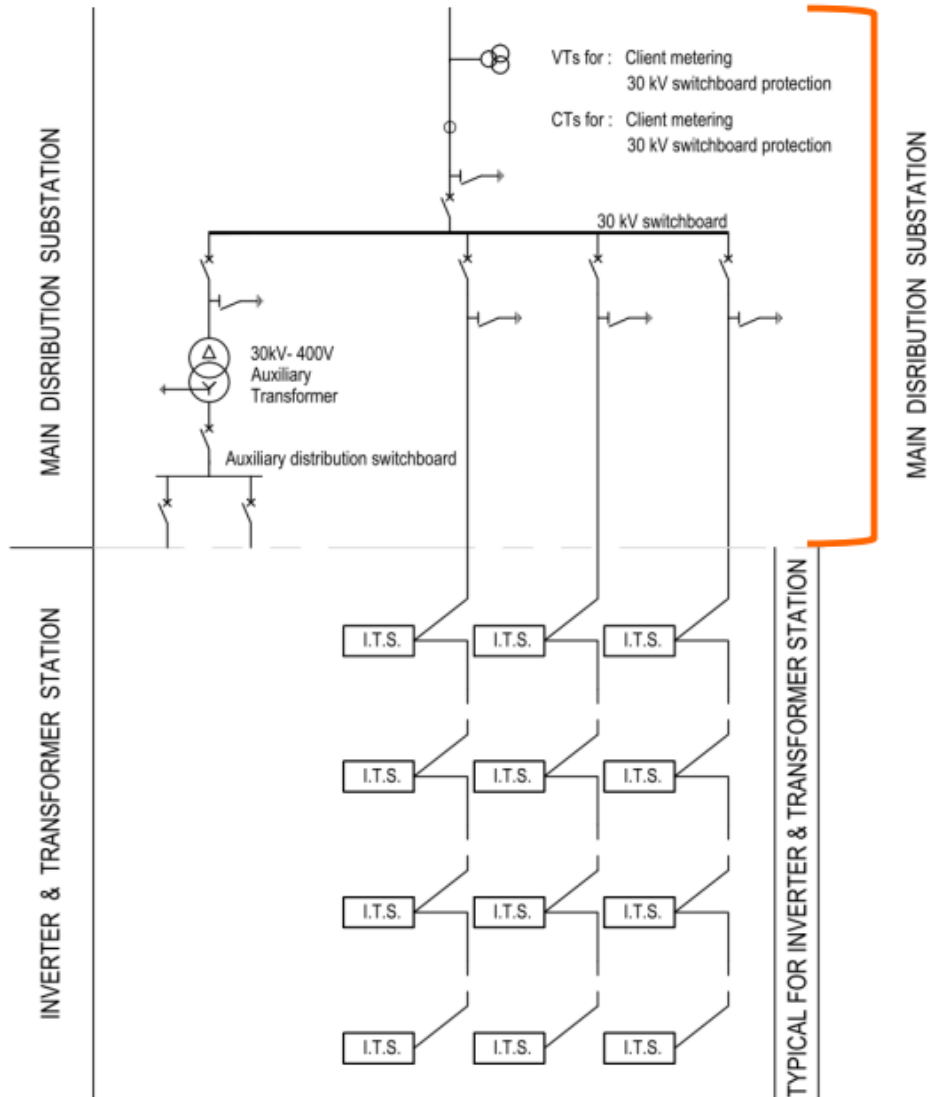 VTs for : Client metering
30 kV switchboard protection
CTs for : Client metering
30 kV switchboard protection
MAIN DISRIBUTION SUBSTATION
MAIN DISRIBUTION SUBSTATION
30 kV switchboard
30kV- 400V
Auxiliary
Transformer
Auxiliary distribution switchboard
INVERTER & TRANSFORMER STATION
TYPICAL FOR INVERTER & TRANSFORMER STATION
I.T.S. I.T.S. I.T.S.
I.T.S. I.T.S. I.T.S.
I.T.S. I.T.S. I.T.S.
I.T.S. I.T.S. I.T.S.